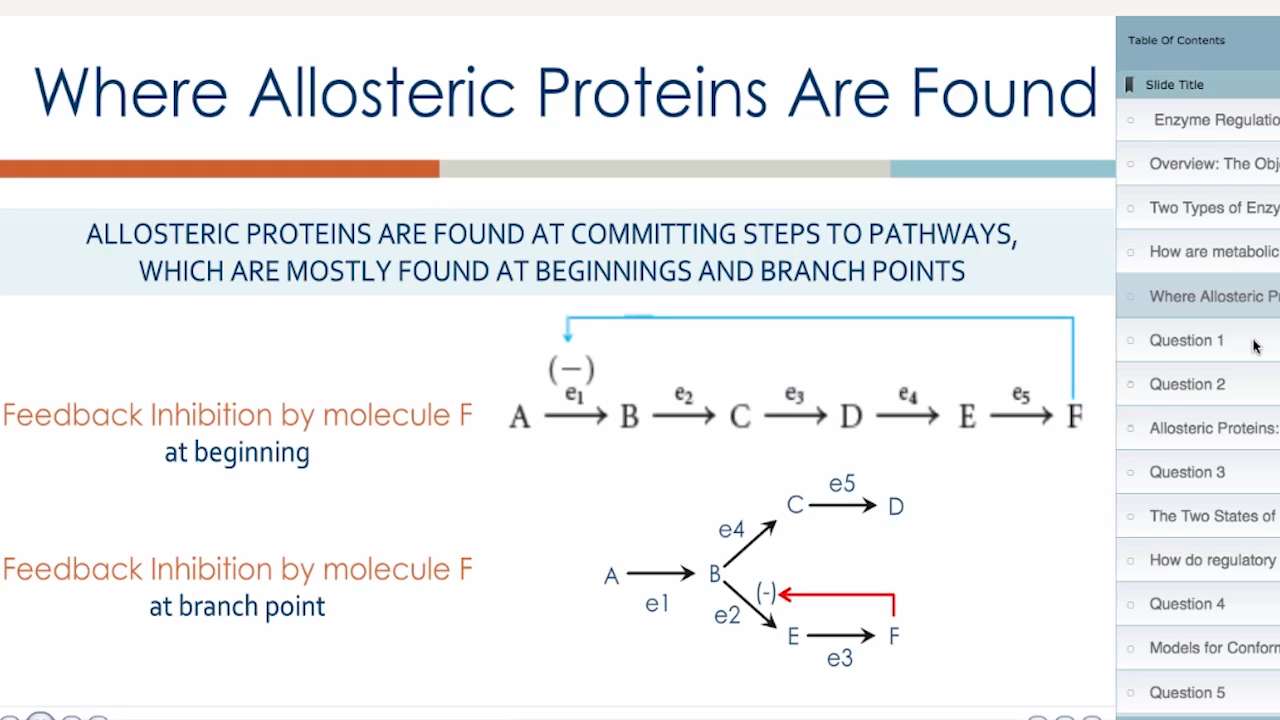 Where Allosteric Proteins Are Found
ALLOSTERIC PROTEINS ARE FOUND AT COMMITTING STEPS TO PATHWAYS,
WHICH ARE MOSTLY FOUND AT BEGINNINGS AND BRANCH POINTS
Feedback Inhibition by molecule F
at beginning
(−)
e1 e2 e3 e4 e5
A B C D E F
Feedback Inhibition by molecule F
at branch point
e5
C D
e4
A B (-)
e1 e2
E F
e3
Table Of Contents
Slide Title
Enzyme Regulatio
Overview: The Obj
Two Types of Enzy
How are metabolic
Where Allosteric Pr
Question 1
Question 2
Allosteric Proteins:
Question 3
The Two States of
How do regulatory
Question 4
Models for Conforn
Question 5